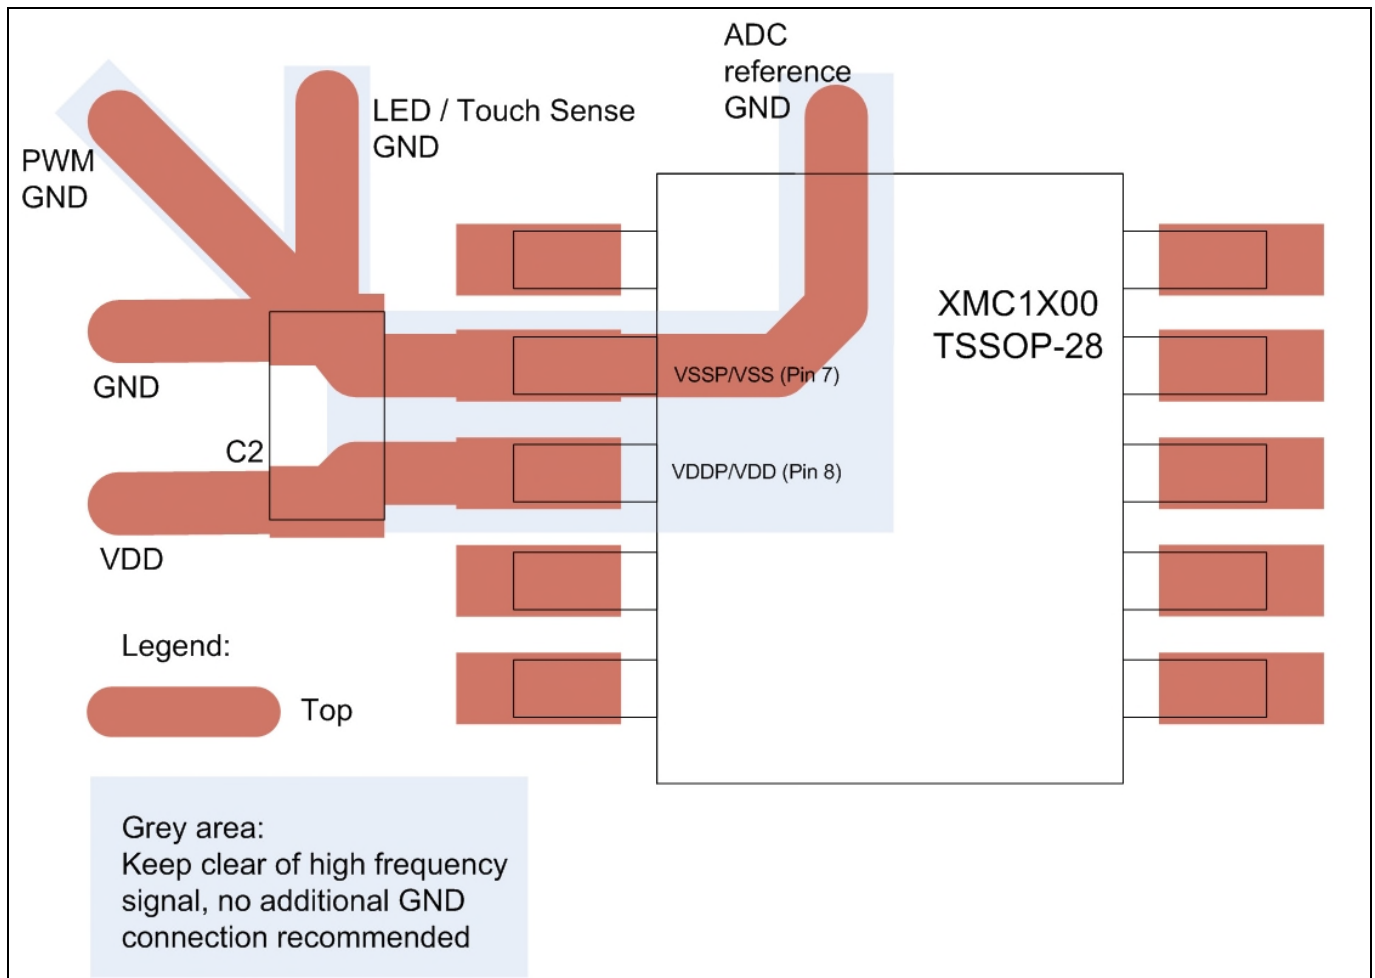 ADC
reference
GND
LED / Touch Sense
GND
PWM
GND
XMC1X00
TSSOP-28
VSSP/VSS (Pin 7)
GND
C2
VDDP/VDD (Pin 8)
VDD
Legend:
Top
Grey area:
Keep clear of high frequency
signal, no additional GND
connection recommended